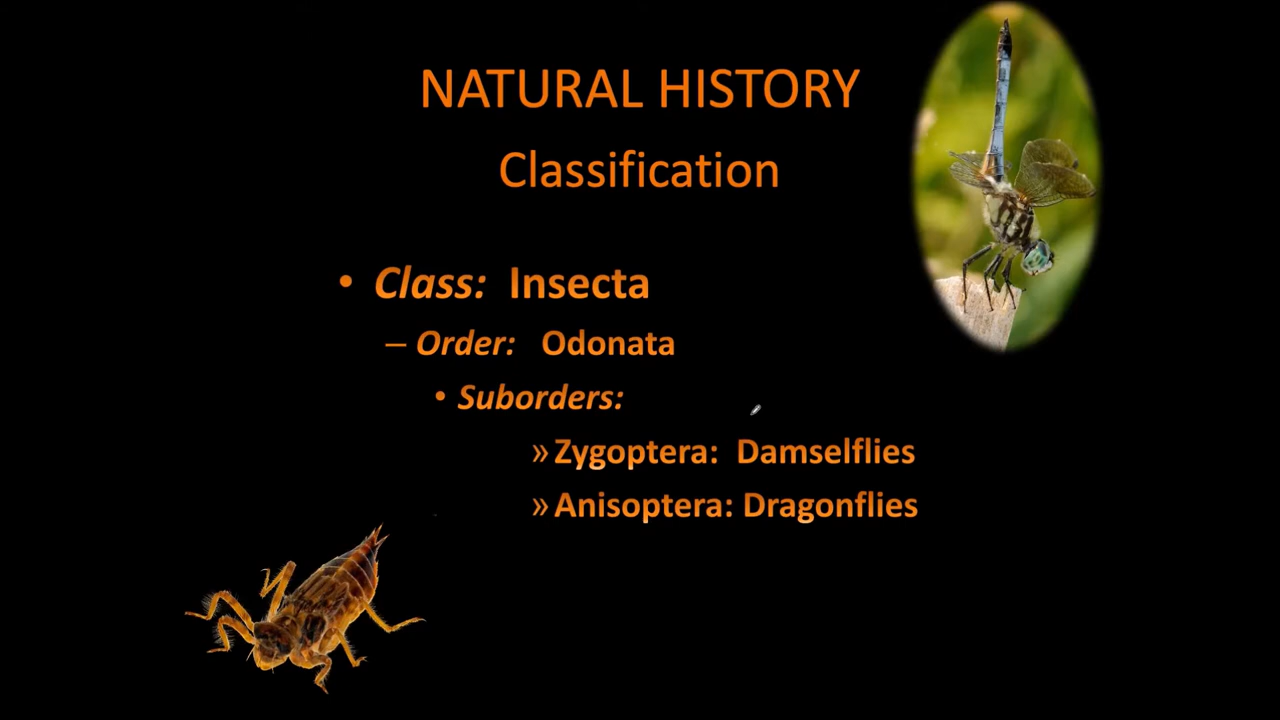 NATURAL HISTORY
Classification
• Class: Insecta
– Order: Odonata
• Suborders:
» Zygoptera: Damselflies
» Anisoptera: Dragonflies